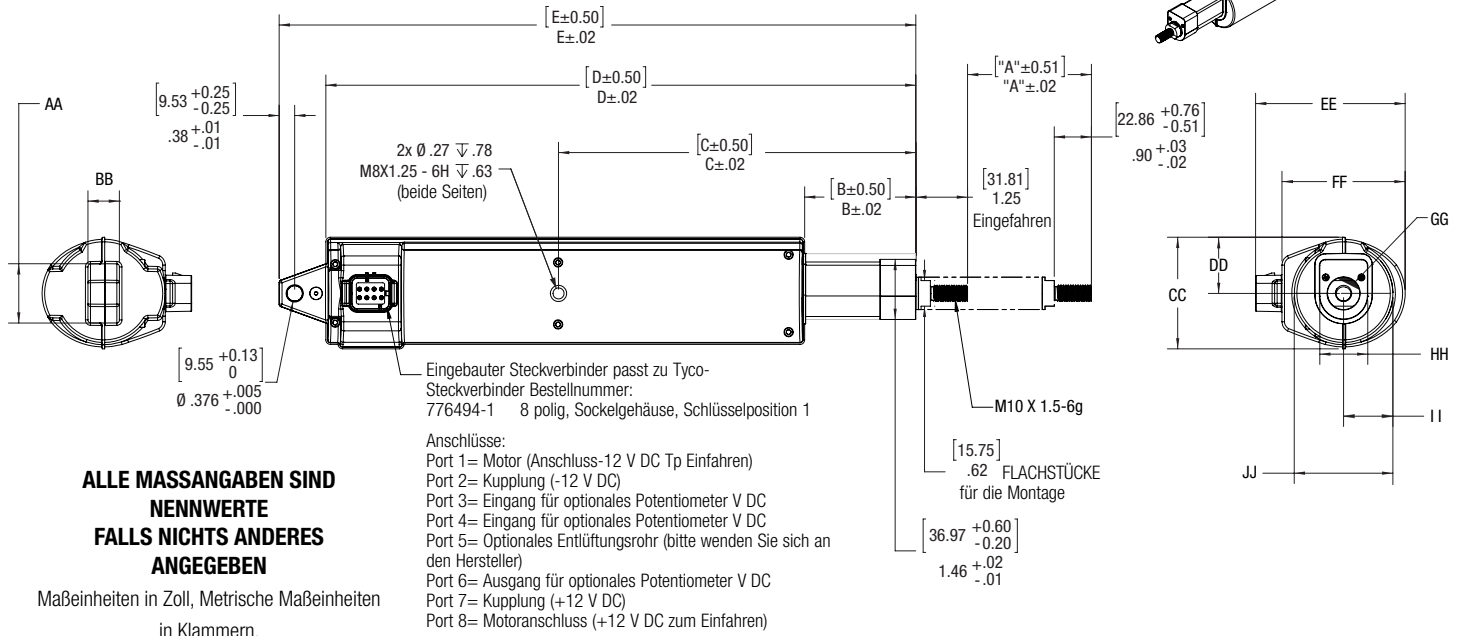 [E±0.50]
E±.02
[D±0.50]
D±.02
["A"±0.51]
"A"±.02
[9.53 +0.25 -0.25]
.38 +.01 -.01
[22.86 +0.76 -0.51]
.90 +.03 -.02
[C±0.50]
C±.02
2x Ø .27 ↧ .78
M8X1.25 - 6H ↧ .63
(beide Seiten)
[B±0.50]
B±.02
[31.81]
1.25
Eingefahren
AA
BB
EE
FF
GG
DD
CC
HH
II
JJ
[9.55 +0.13 0]
Ø .376 +.005 -.000
Eingebauter Steckverbinder passt zu Tyco-
Steckverbinder Bestellnummer:
776494-1 8 polig, Sockelgehäuse, Schlüsselposition 1
M10 X 1.5-6g
[15.75]
.62 FLACHSTÜCKE
für die Montage
[36.97 +0.60 -0.20]
1.46 +.02 -.01
Anschlüsse:
Port 1= Motor (Anschluss-12 V DC Tp Einfahren)
Port 2= Kupplung (-12 V DC)
Port 3= Eingang für optionales Potentiometer V DC
Port 4= Eingang für optionales Potentiometer V DC
Port 5= Optionales Entlüftungsrohr (bitte wenden Sie sich an
den Hersteller)
Port 6= Ausgang für optionales Potentiometer V DC
Port 7= Kupplung (+12 V DC)
Port 8= Motoranschluss (+12 V DC zum Einfahren)
ALLE MASSANGABEN SIND
NENNWERTE
FALLS NICHTS ANDERES
ANGEGEBEN
Maßeinheiten in Zoll, Metrische Maßeinheiten
in Klammern.